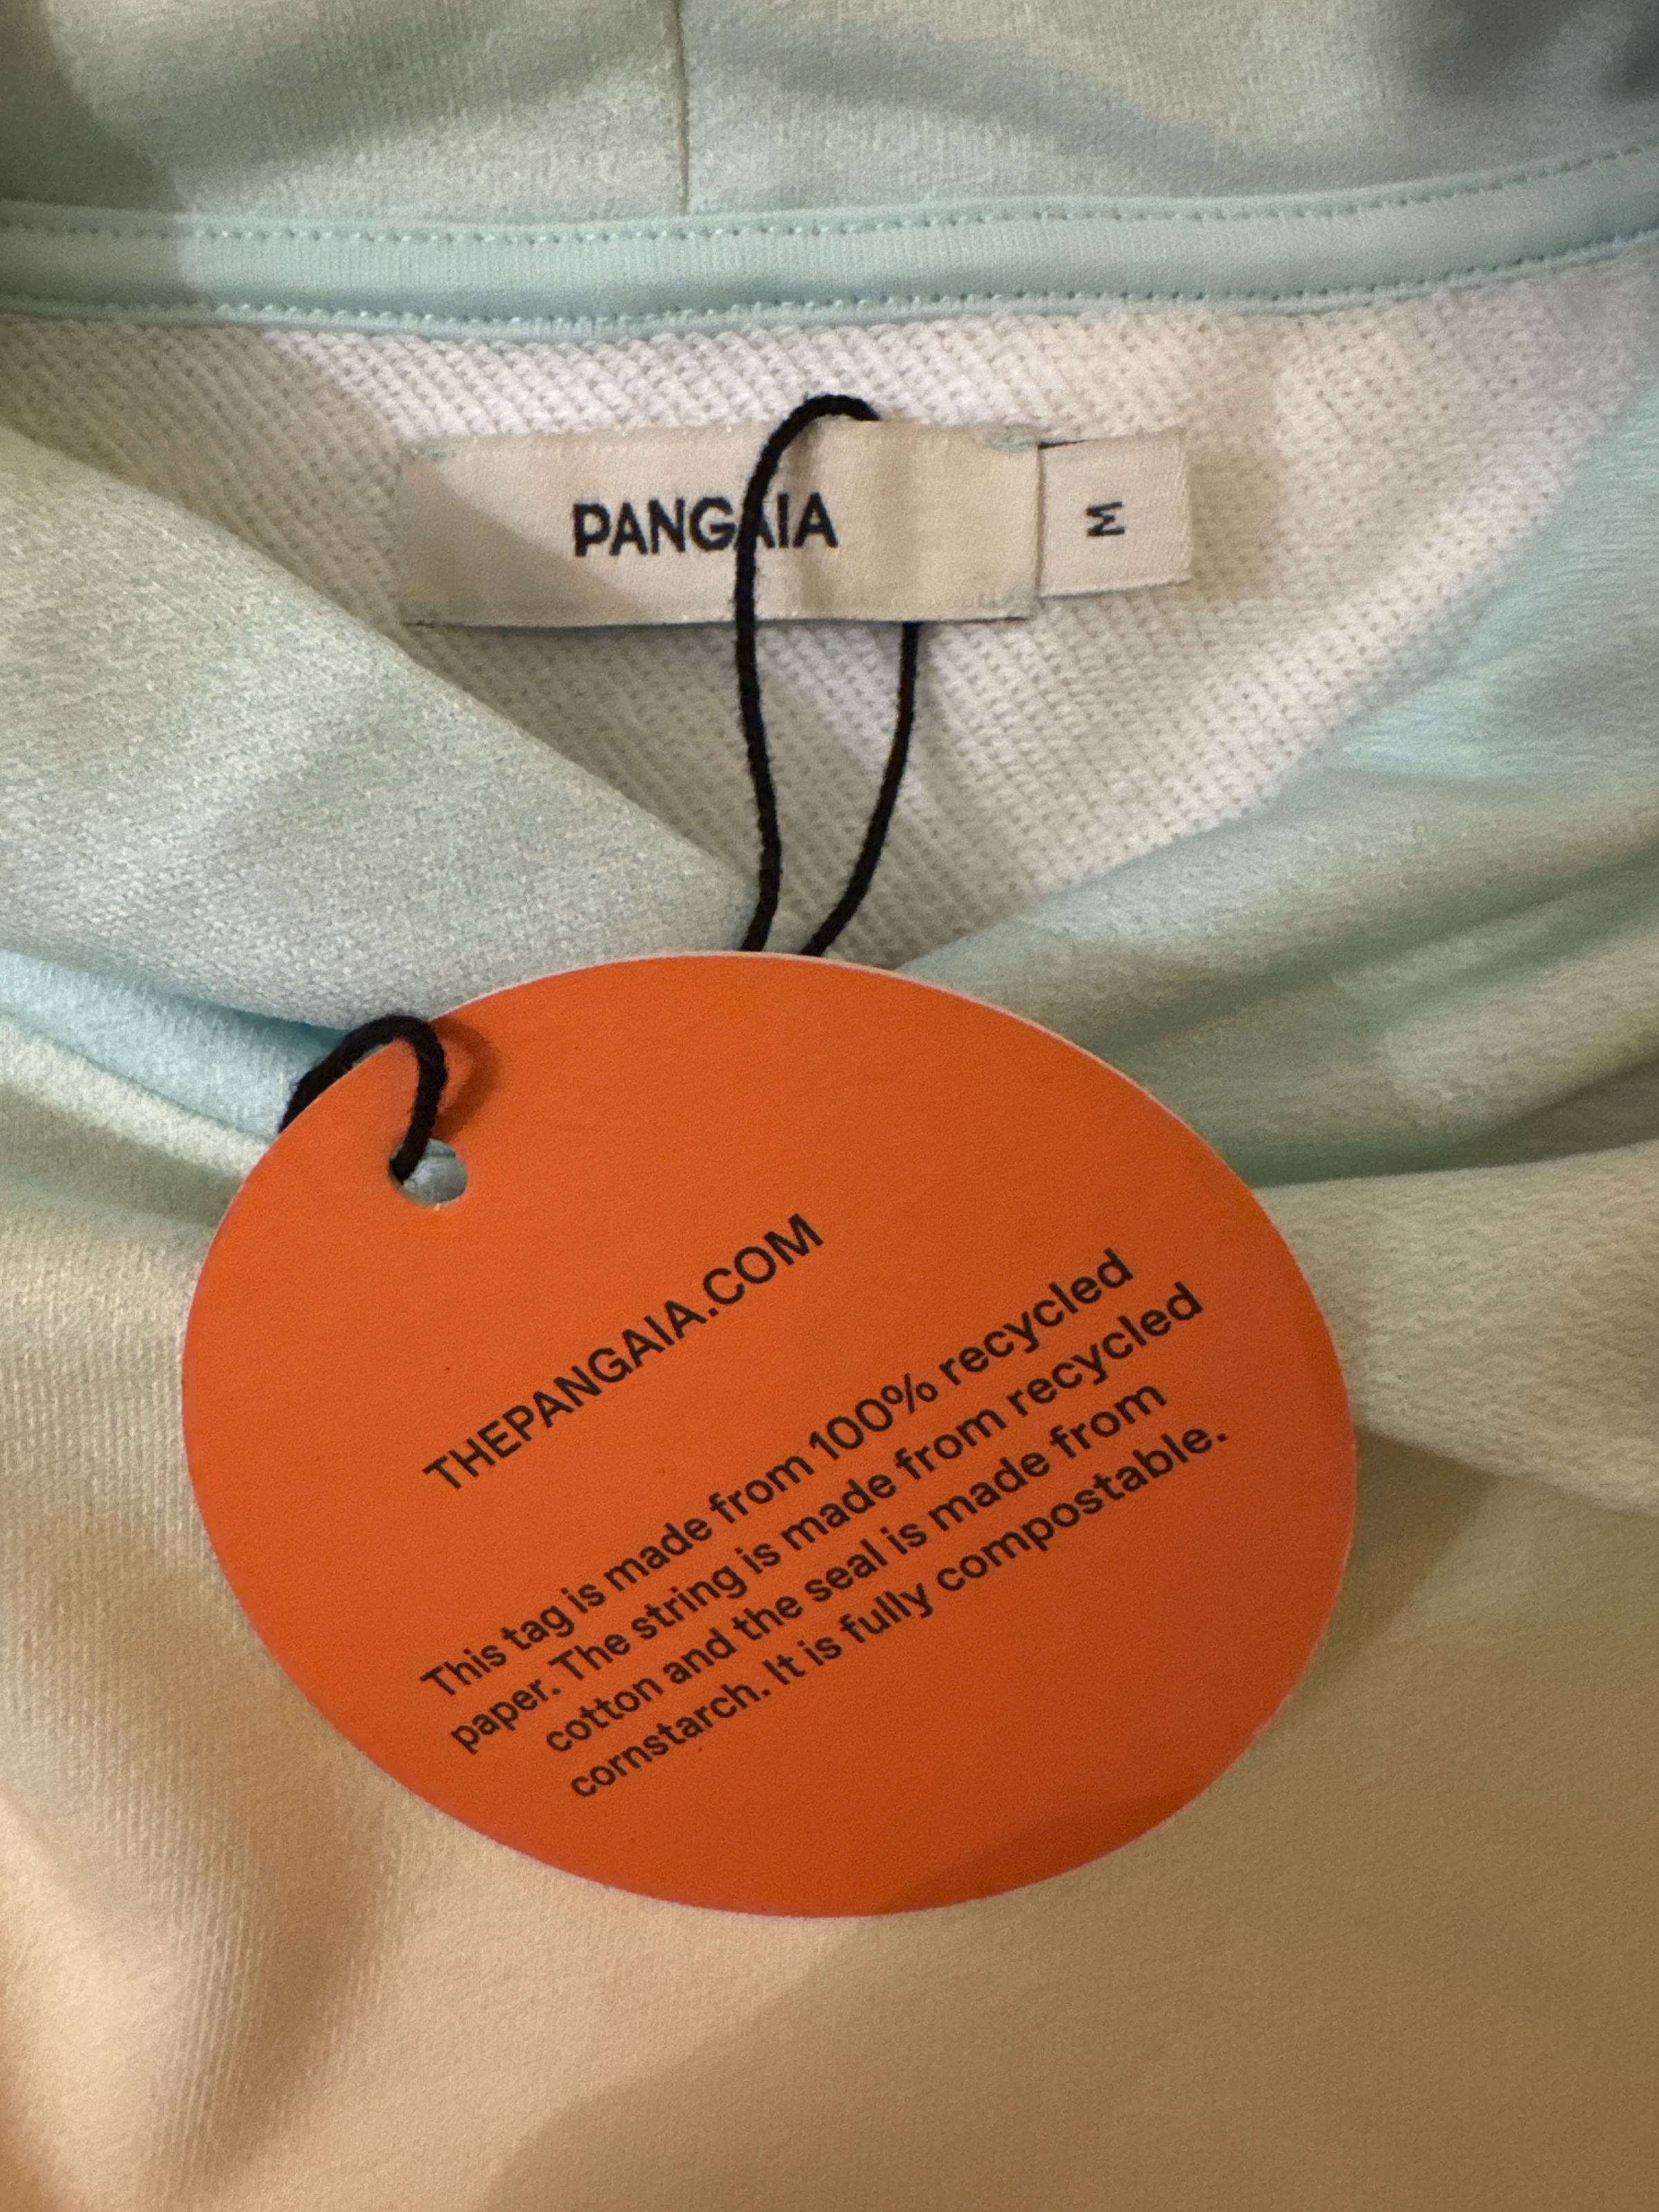 PANGAIA
M
THEPANGAIA.COM
This tag is made from 100% recycled
paper. The string is made from recycled
cotton and the seal is made from
cornstarch. It is fully compostable.